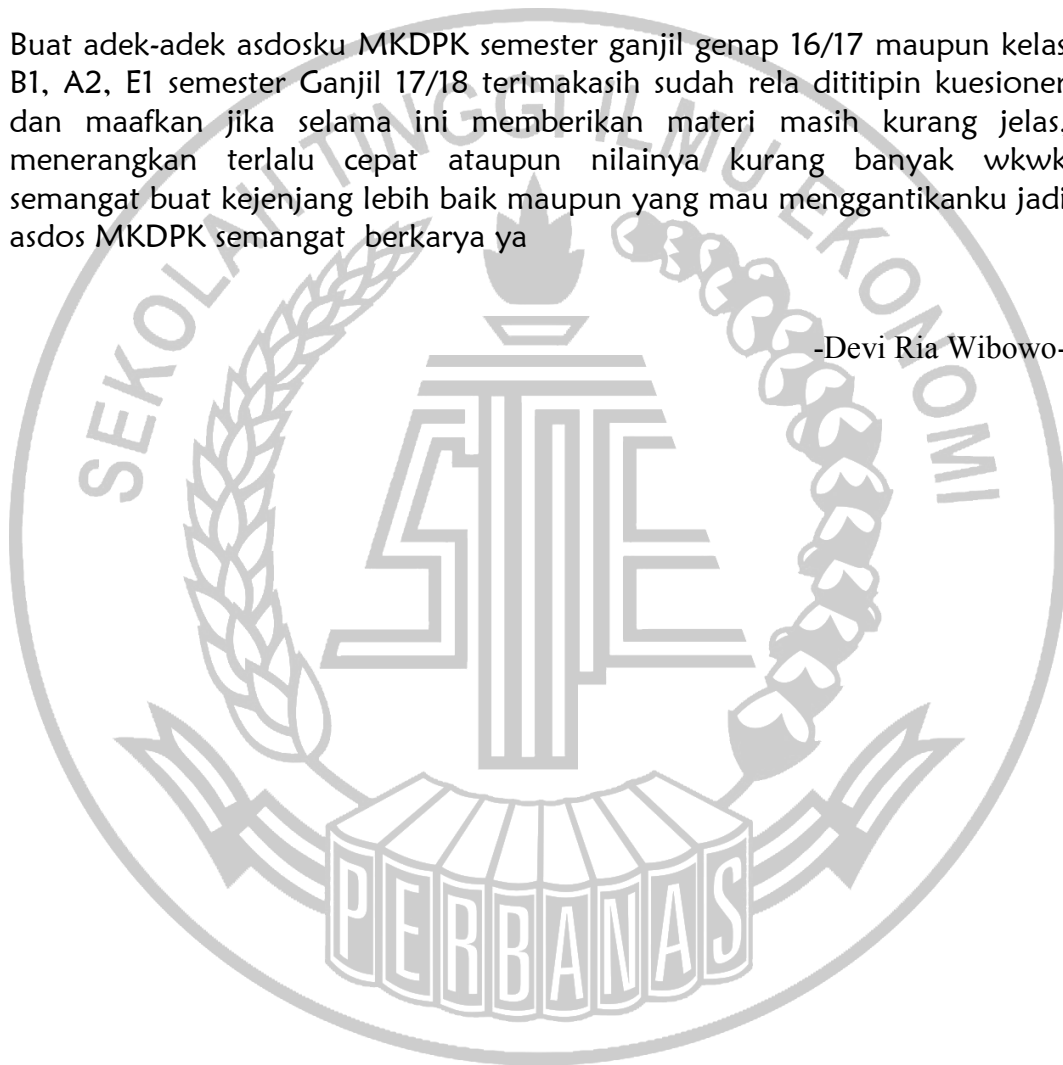 Buat adek-adek asdosku MKDPK semester ganjil genap 16/17 maupun kelas
B1, A2, E1 semester Ganjil 17/18 terimakasih sudah rela dititipin kuesioner
dan maafkan jika selama ini memberikan materi masih kurang jelas,
menerangkan terlalu cepat ataupun nilainya kurang banyak wkwk
semangat buat kejenjang lebih baik maupun yang mau menggantikanku jadi
asdos MKDPK semangat berkarya ya
-Devi Ria Wibowo-
SEKOLAH TINGGI ILMU EKONOMI
STIE
PERBANAS